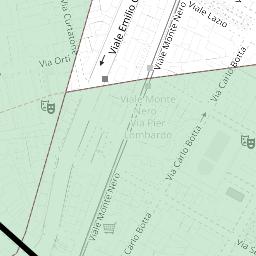 Viale Lazio
Via Curtatone
Viale Emilio
Viale Monte Nero
Via Orti
Via Carlo Botta
Viale Monte
Nero
Via Pier
Lombardo
Via Carlo Botta
Viale Monte Nero
Carlo Botta
Via